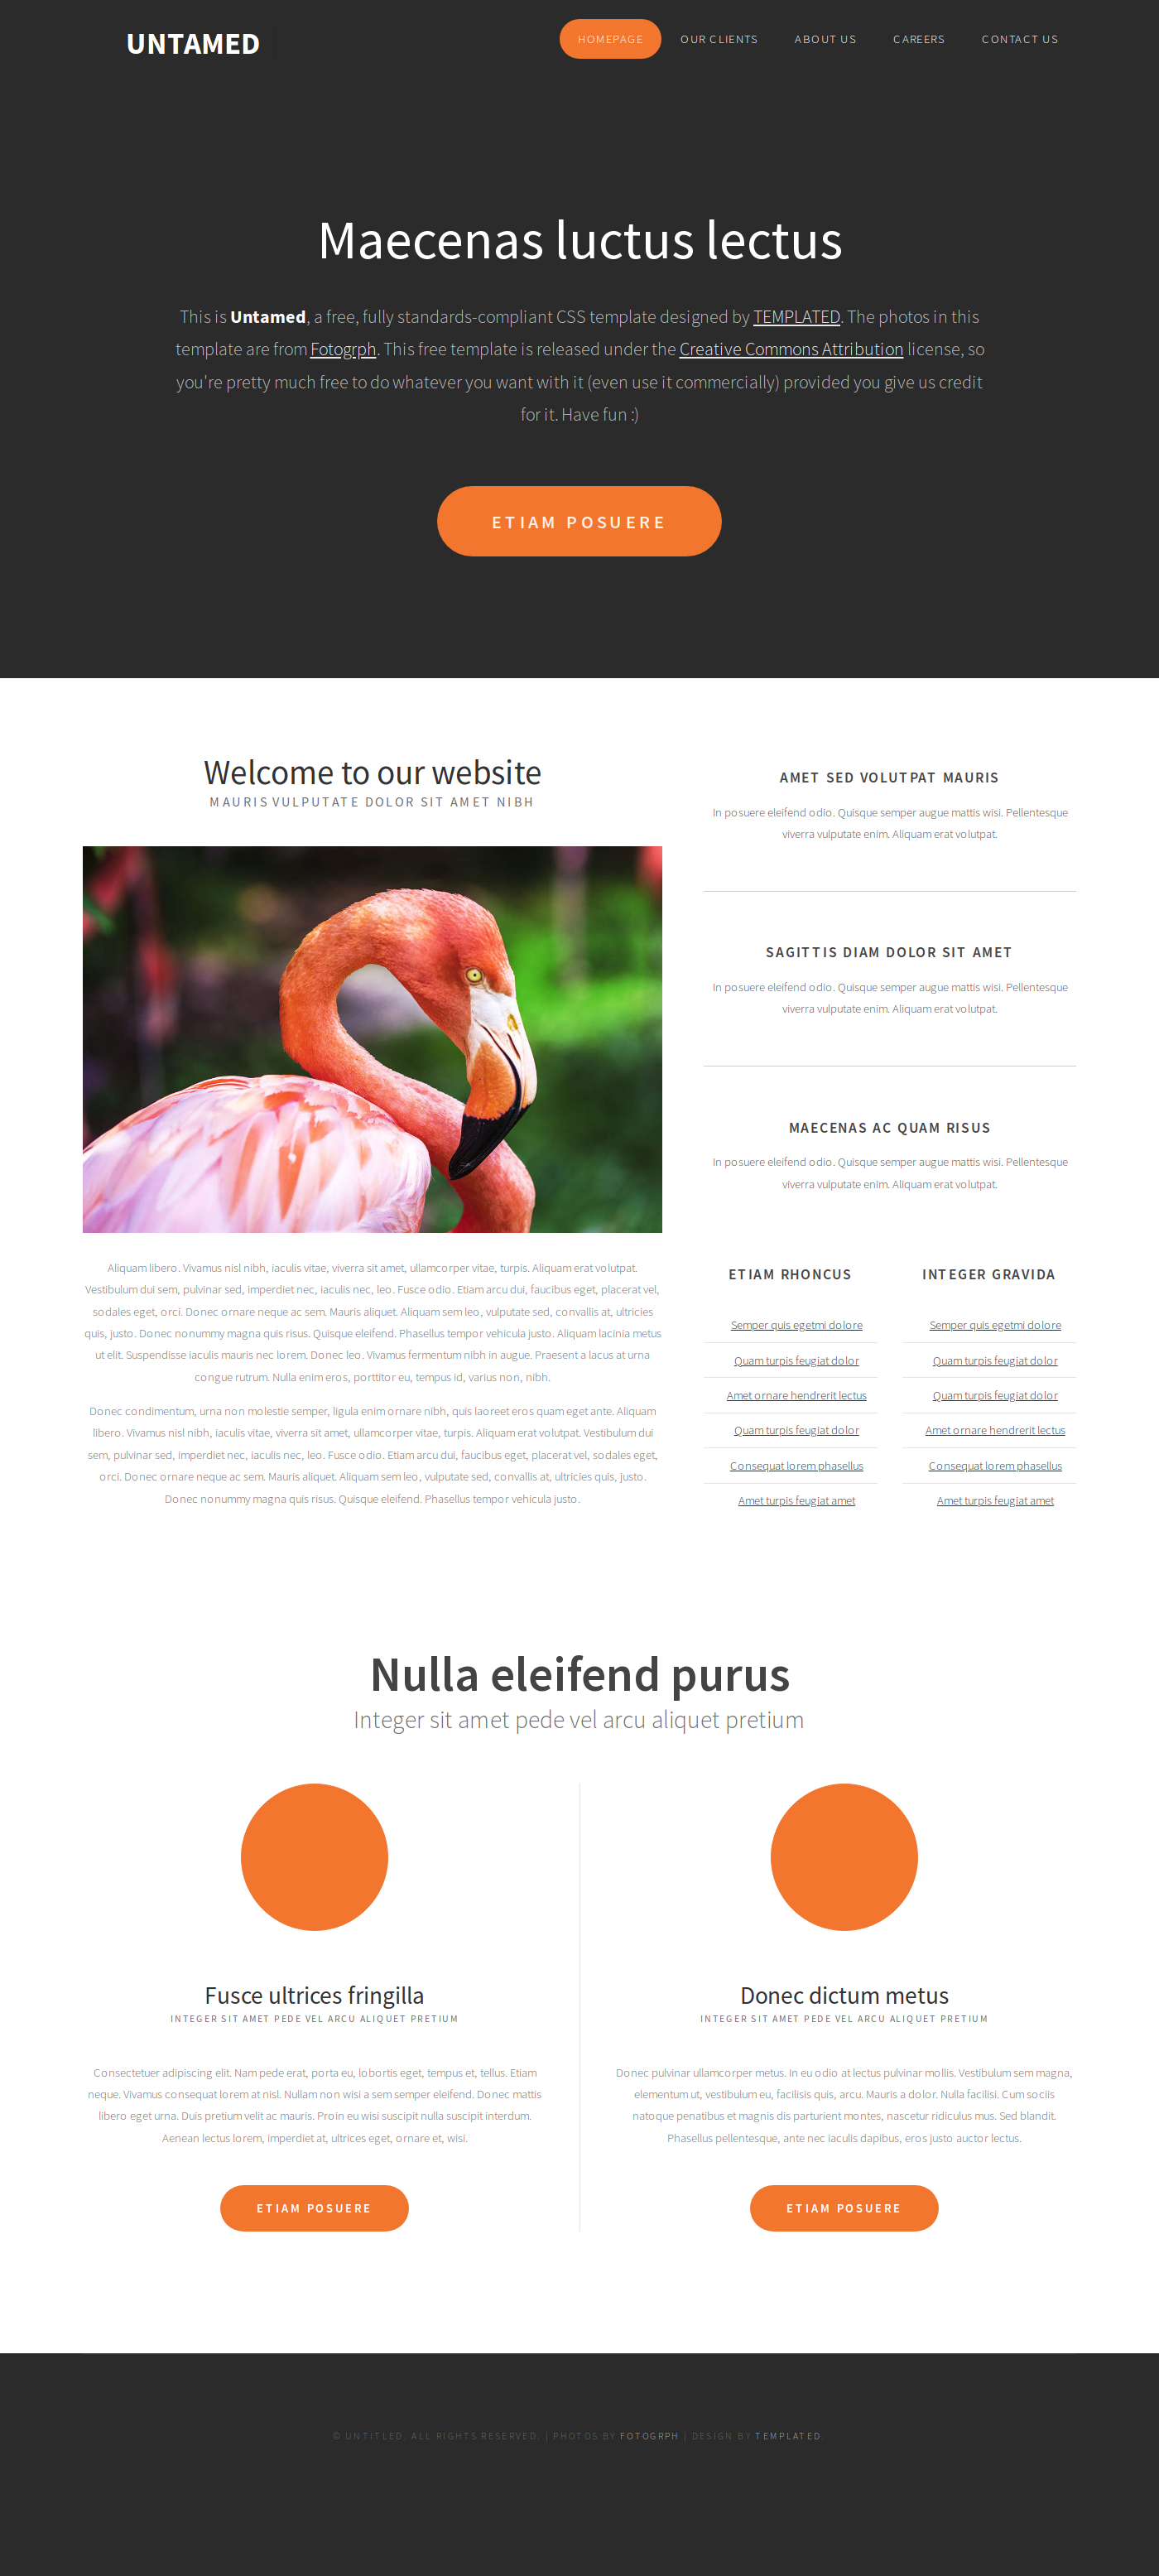 UNTAMED
HOMEPAGE
OUR CLIENTS
ABOUT US
CAREERS
CONTACT US
Maecenas luctus lectus
This is Untamed, a free, fully standards-compliant CSS template designed by TEMPLATED. The photos in this
template are from Fotogrph. This free template is released under the Creative Commons Attribution license, so
you're pretty much free to do whatever you want with it (even use it commercially) provided you give us credit
for it. Have fun :)
ETIAM POSUERE
Welcome to our website
MAURIS VULPUTATE DOLOR SIT AMET NIBH
Aliquam libero. Vivamus nisl nibh, iaculis vitae, viverra sit amet, ullamcorper vitae, turpis. Aliquam erat volutpat.
Vestibulum dui sem, pulvinar sed, imperdiet nec, iaculis nec, leo. Fusce odio. Etiam arcu dui, faucibus eget, placerat vel,
sodales eget, orci. Donec ornare neque ac sem. Mauris aliquet. Aliquam sem leo, vulputate sed, convallis at, ultricies
quis, justo. Donec nonummy magna quis risus. Quisque eleifend. Phasellus tempor vehicula justo. Aliquam lacinia metus
ut elit. Suspendisse iaculis mauris nec lorem. Donec leo. Vivamus fermentum nibh in augue. Praesent a lacus at urna
congue rutrum. Nulla enim eros, porttitor eu, tempus id, varius non, nibh.
Donec condimentum, urna non molestie semper, ligula enim ornare nibh, quis laoreet eros quam eget ante. Aliquam
libero. Vivamus nisl nibh, iaculis vitae, viverra sit amet, ullamcorper vitae, turpis. Aliquam erat volutpat. Vestibulum dui
sem, pulvinar sed, imperdiet nec, iaculis nec, leo. Fusce odio. Etiam arcu dui, faucibus eget, placerat vel, sodales eget,
orci. Donec ornare neque ac sem. Mauris aliquet. Aliquam sem leo, vulputate sed, convallis at, ultricies quis, justo.
Donec nonummy magna quis risus. Quisque eleifend. Phasellus tempor vehicula justo.
AMET SED VOLUTPAT MAURIS
In posuere eleifend odio. Quisque semper augue mattis wisi. Pellentesque
viverra vulputate enim. Aliquam erat volutpat.
SAGITTIS DIAM DOLOR SIT AMET
In posuere eleifend odio. Quisque semper augue mattis wisi. Pellentesque
viverra vulputate enim. Aliquam erat volutpat.
MAECENAS AC QUAM RISUS
In posuere eleifend odio. Quisque semper augue mattis wisi. Pellentesque
viverra vulputate enim. Aliquam erat volutpat.
ETIAM RHONCUS
Semper quis egetmi dolore
Quam turpis feugiat dolor
Amet ornare hendrerit lectus
Quam turpis feugiat dolor
Consequat lorem phasellus
Amet turpis feugiat amet
INTEGER GRAVIDA
Semper quis egetmi dolore
Quam turpis feugiat dolor
Quam turpis feugiat dolor
Amet ornare hendrerit lectus
Consequat lorem phasellus
Amet turpis feugiat amet
Nulla eleifend purus
Integer sit amet pede vel arcu aliquet pretium
Fusce ultrices fringilla
INTEGER SIT AMET PEDE VEL ARCU ALIQUET PRETIUM
Consectetuer adipiscing elit. Nam pede erat, porta eu, lobortis eget, tempus et, tellus. Etiam
neque. Vivamus consequat lorem at nisl. Nullam non wisi a sem semper eleifend. Donec mattis
libero eget urna. Duis pretium velit ac mauris. Proin eu wisi suscipit nulla suscipit interdum.
Aenean lectus lorem, imperdiet at, ultrices eget, ornare et, wisi.
ETIAM POSUERE
Donec dictum metus
INTEGER SIT AMET PEDE VEL ARCU ALIQUET PRETIUM
Donec pulvinar ullamcorper metus. In eu odio at lectus pulvinar mollis. Vestibulum sem magna,
elementum ut, vestibulum eu, facilisis quis, arcu. Mauris a dolor. Nulla facilisi. Cum sociis
natoque penatibus et magnis dis parturient montes, nascetur ridiculus mus. Sed blandit.
Phasellus pellentesque, ante nec iaculis dapibus, eros justo auctor lectus.
ETIAM POSUERE
© UNTITLED. ALL RIGHTS RESERVED. | PHOTOS BY FOTOGRPH | DESIGN BY TEMPLATED.